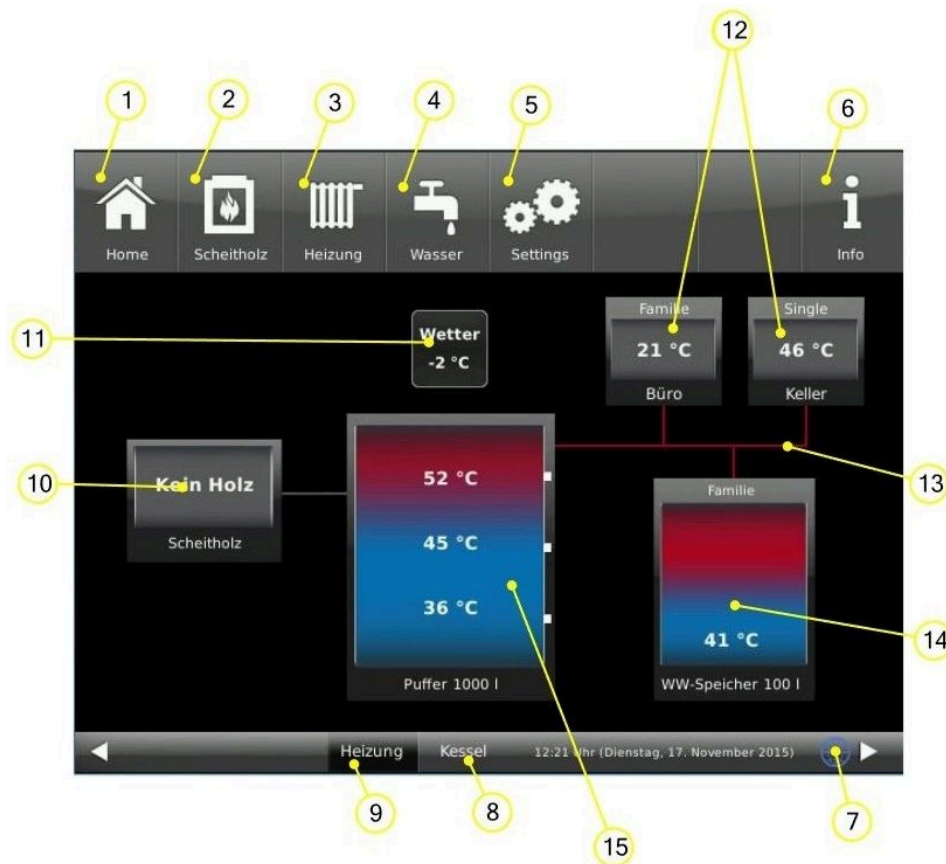 12
1 2 3 4 5 6
Home Scheitholz Heizung Wasser Settings Info
11
Wetter
-2 °C
Familie
21 °C
Büro
Single
46 °C
Keller
10
Kein Holz
Scheitholz
52 °C
45 °C
36 °C
Puffer 1000 l
13
Familie
41 °C
WW-Speicher 100 l
14
Heizung Kessel 12:21 Uhr (Dienstag, 17. November 2015)
9 8 15 7